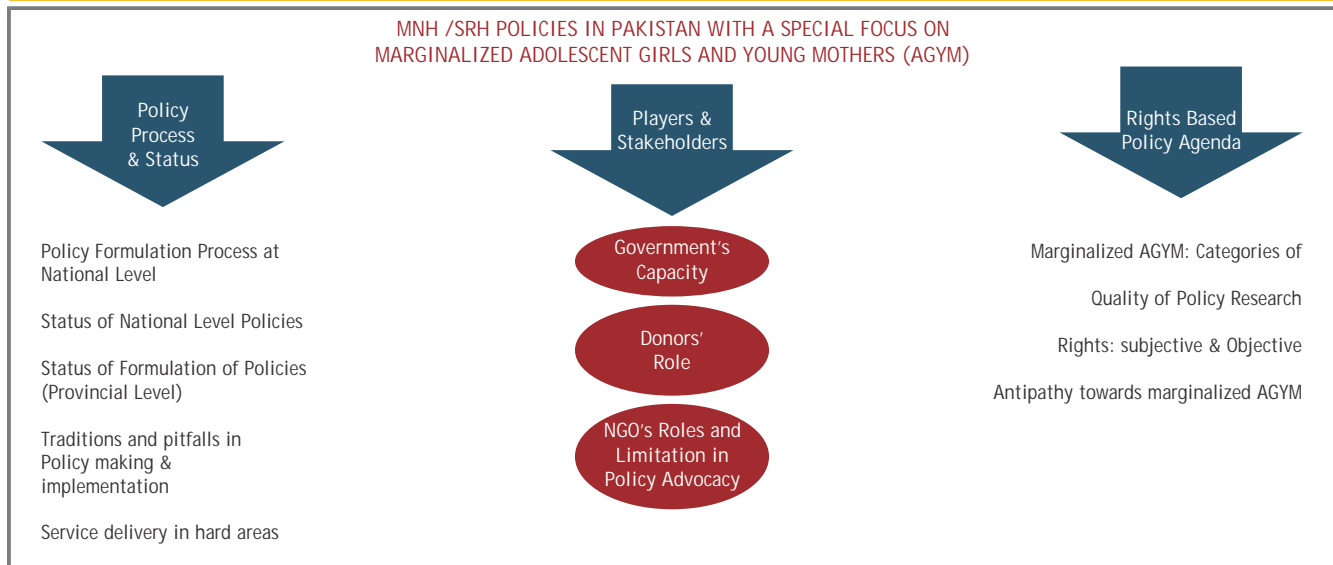 MNH /SRH POLICIES IN PAKISTAN WITH A SPECIAL FOCUS ON
MARGINALIZED ADOLESCENT GIRLS AND YOUNG MOTHERS (AGYM)
Policy
Process
& Status
Policy Formulation Process at
National Level
Status of National Level Policies
Status of Formulation of Policies
(Provincial Level)
Traditions and pitfalls in
Policy making &
implementation
Service delivery in hard areas
Players &
Stakeholders
Government's
Capacity
Donors'
Role
NGO's Roles and
Limitation in
Policy Advocacy
Rights Based
Policy Agenda
Marginalized AGYM: Categories of
Quality of Policy Research
Rights: subjective & Objective
Antipathy towards marginalized AGYM